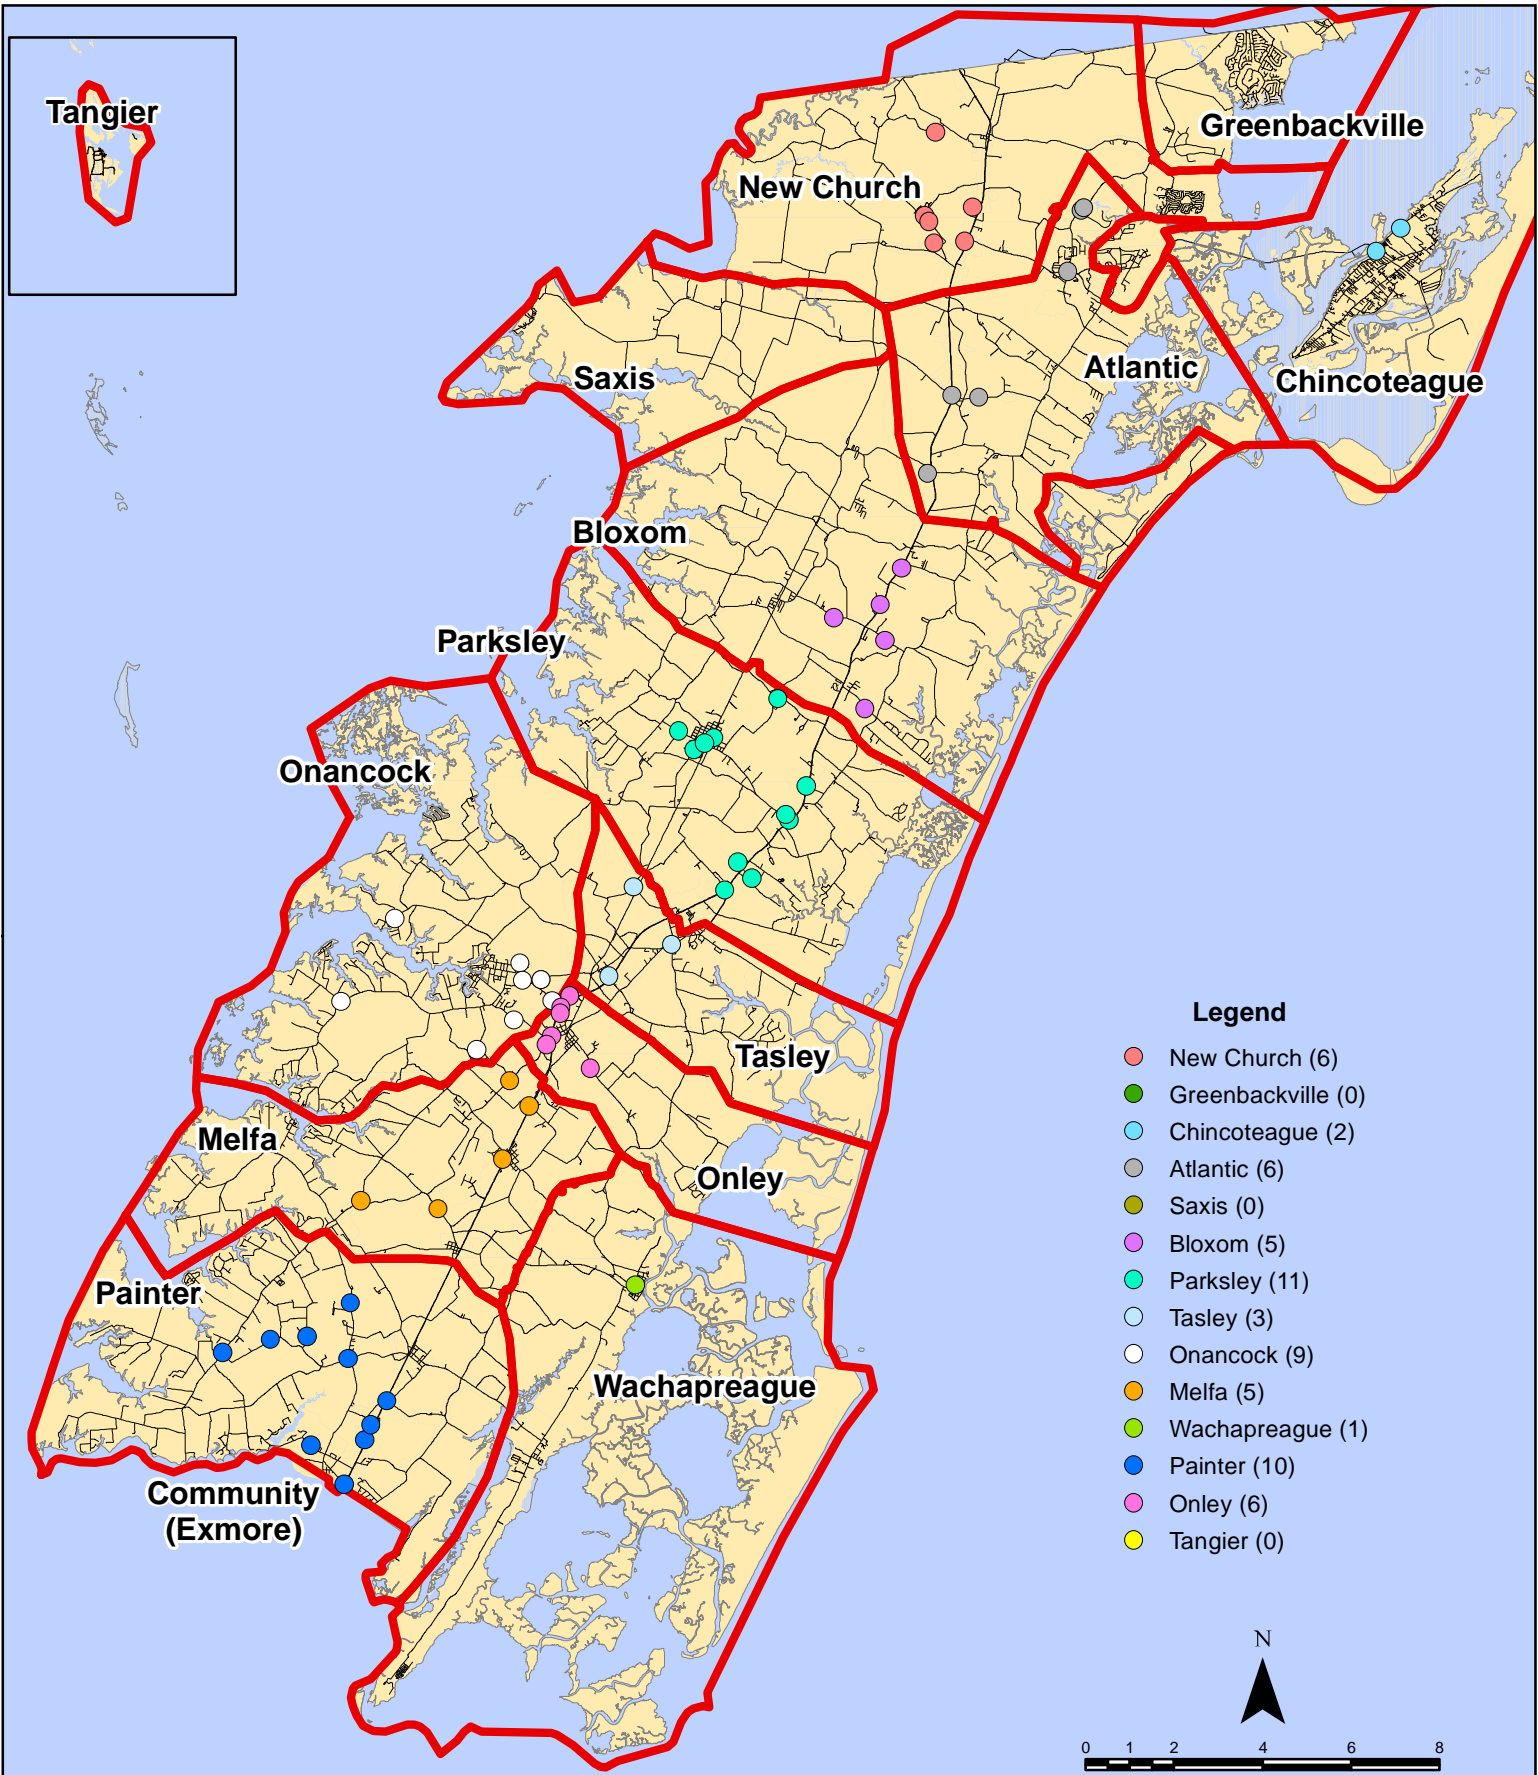 Tangier
Greenbackville
New Church
Saxis
Atlantic
Chincoteague
Bloxom
Parksley
Onancock
Tasley
Melfa
Onley
Painter
Wachapreague
Community
(Exmore)
Legend
New Church (6)
Greenbackville (0)
Chincoteague (2)
Atlantic (6)
Saxis (0)
Bloxom (5)
Parksley (11)
Tasley (3)
Onancock (9)
Melfa (5)
Wachapreague (1)
Painter (10)
Onley (6)
Tangier (0)
N
0 1 2 4 6 8